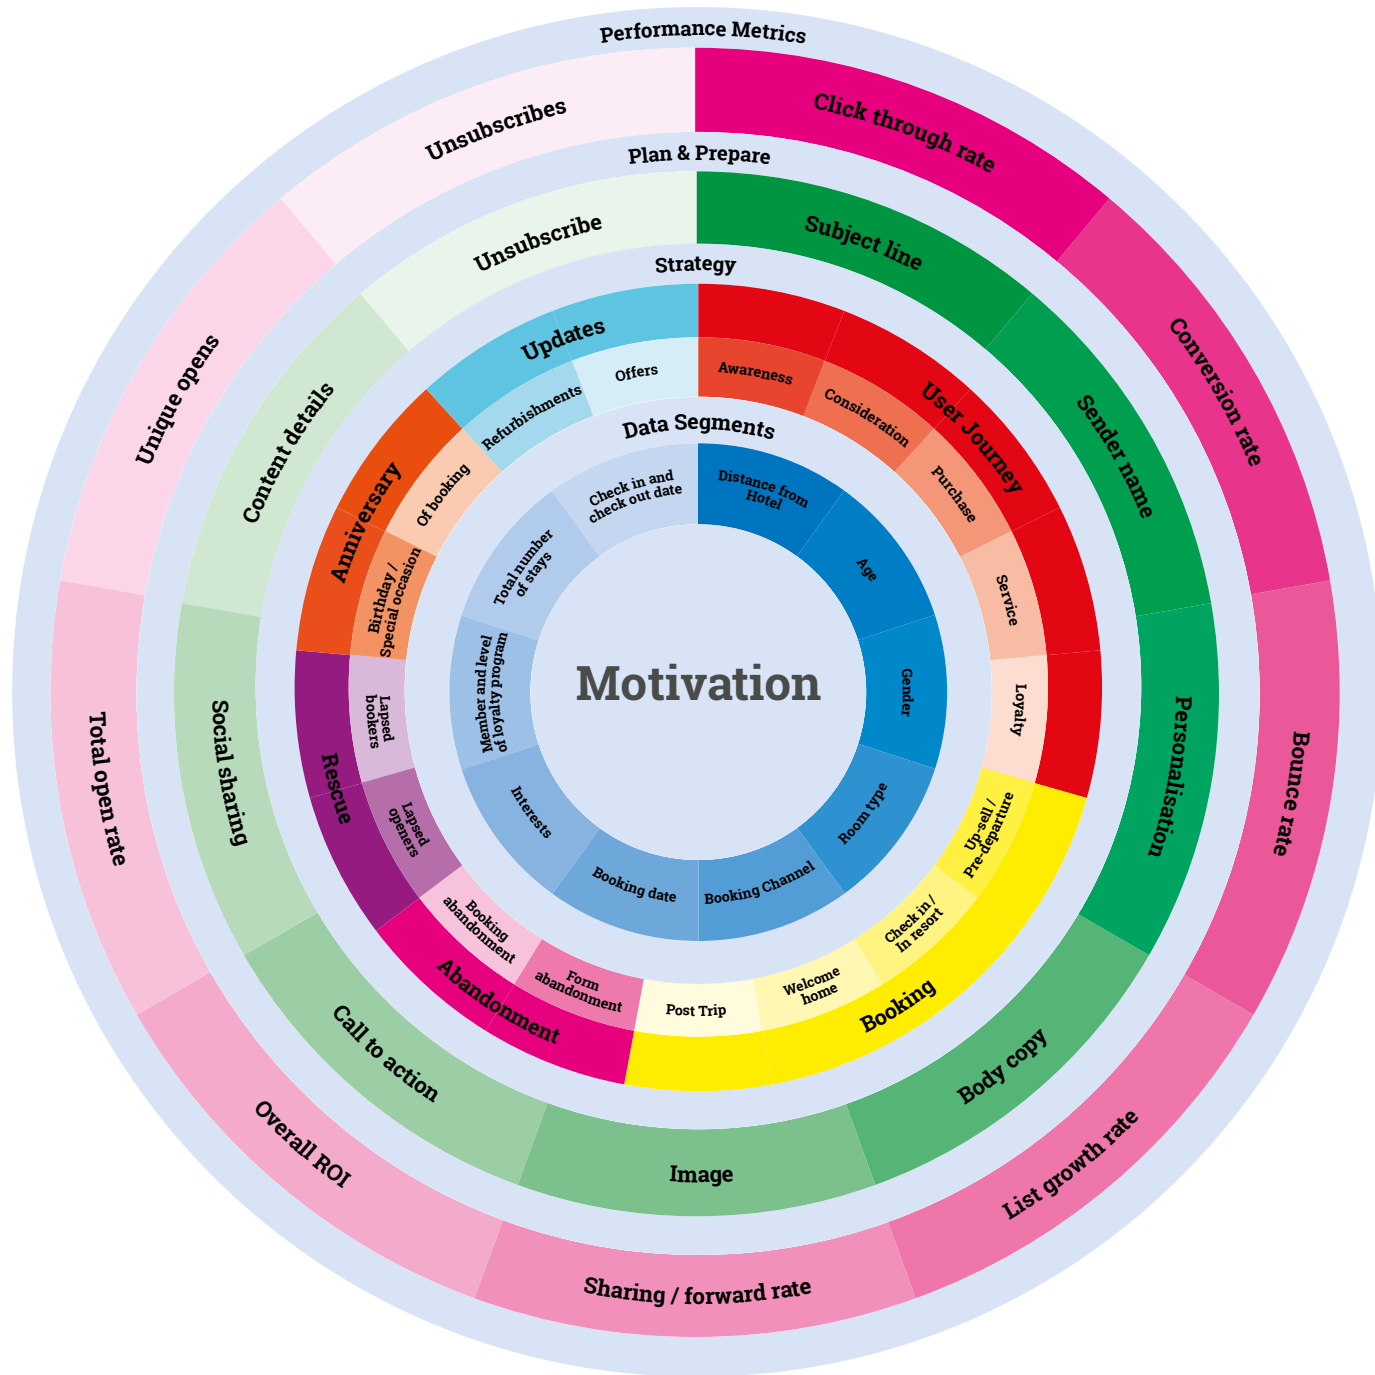 Performance Metrics
Click through rate
Conversion rate
Bounce rate
List growth rate
Sharing / forward rate
Overall ROI
Total open rate
Unique opens
Unsubscribes
Plan & Prepare
Subject line
Sender name
Personalisation
Body copy
Image
Call to action
Social sharing
Content details
Unsubscribe
Strategy
User Journey
Awareness
Consideration
Purchase
Service
Loyalty
Booking
Up-sell /
Pre-departure
Check in /
In resort
Welcome
home
Post Trip
Abandonment
Form
abandonment
Booking
abandonment
Rescue
Lapsed
openers
Lapsed
bookers
Anniversary
Birthday /
Special occasion
Of booking
Updates
Refurbishments
Offers
Data Segments
Distance from
Hotel
Age
Gender
Room type
Booking Channel
Booking date
Interests
Member and level
of loyalty program
Total number
of stays
Check in and
check out date
Motivation